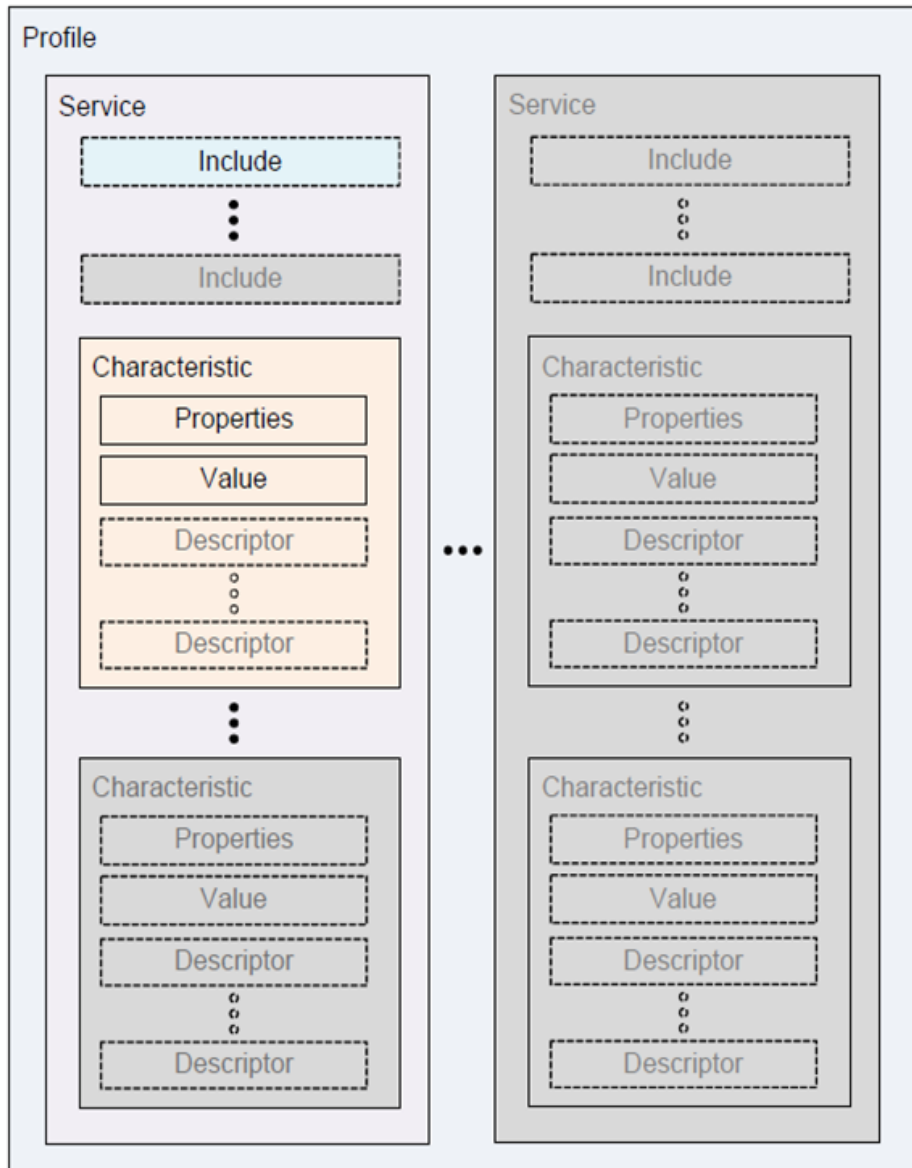 Profile
Service
Include
Include
Characteristic
Properties
Value
Descriptor
Descriptor
Characteristic
Properties
Value
Descriptor
Descriptor
Service
Include
Include
Characteristic
Properties
Value
Descriptor
Descriptor
Characteristic
Properties
Value
Descriptor
Descriptor